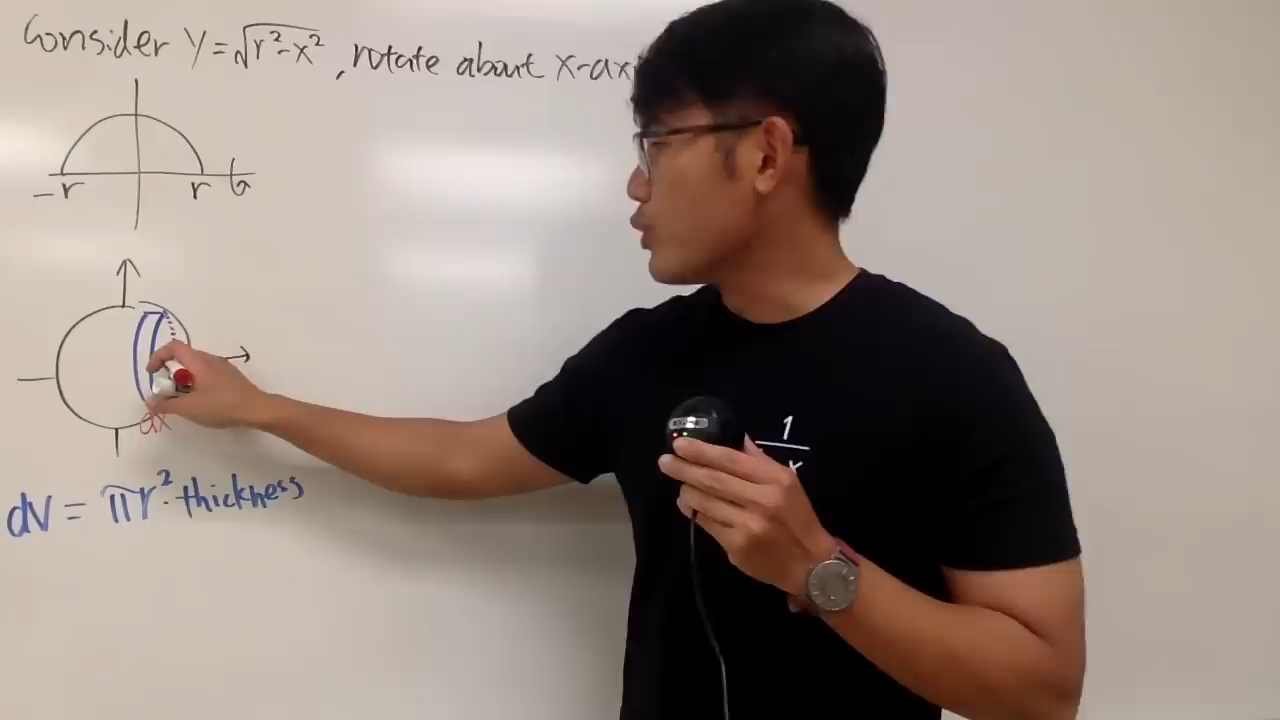 Consider y=√r²-x² , rotate about x-ax
-r r
dx
dV = πr²· thickness
1
x